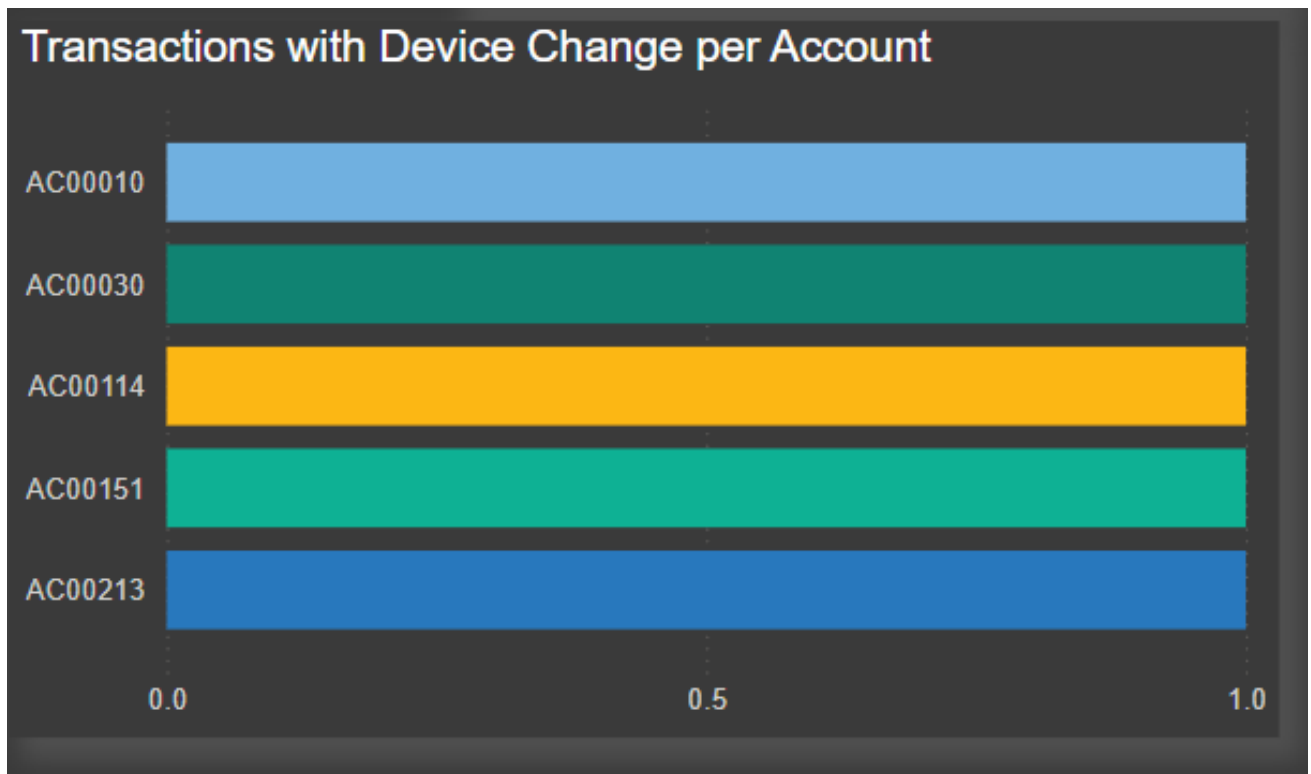 Transactions with Device Change per Account
AC00010
AC00030
AC00114
AC00151
AC00213
0.0 0.5 1.0